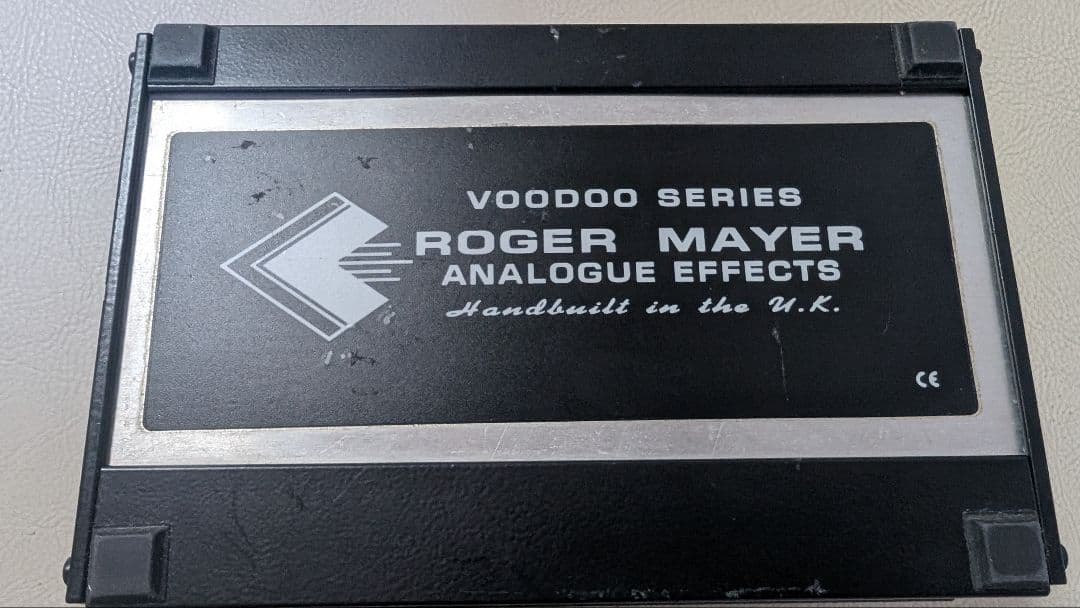 VOODOO SERIES
ROGER MAYER
ANALOGUE EFFECTS
Handbuilt in the U.K.
CE